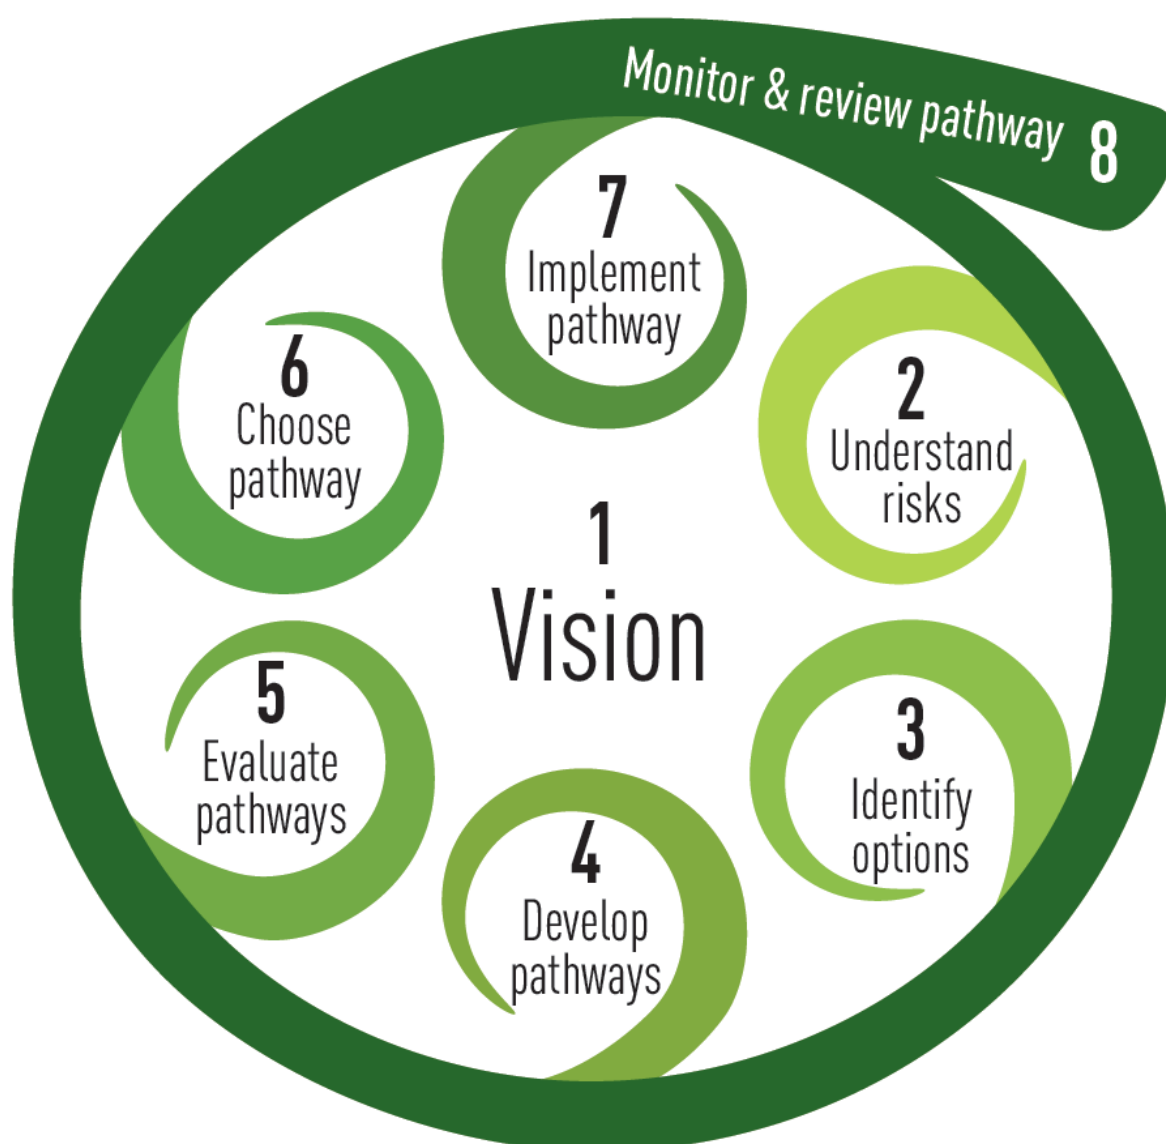 1
Vision
2
Understand
risks
3
Identify
options
4
Develop
pathways
5
Evaluate
pathways
6
Choose
pathway
7
Implement
pathway
Monitor & review pathway 8